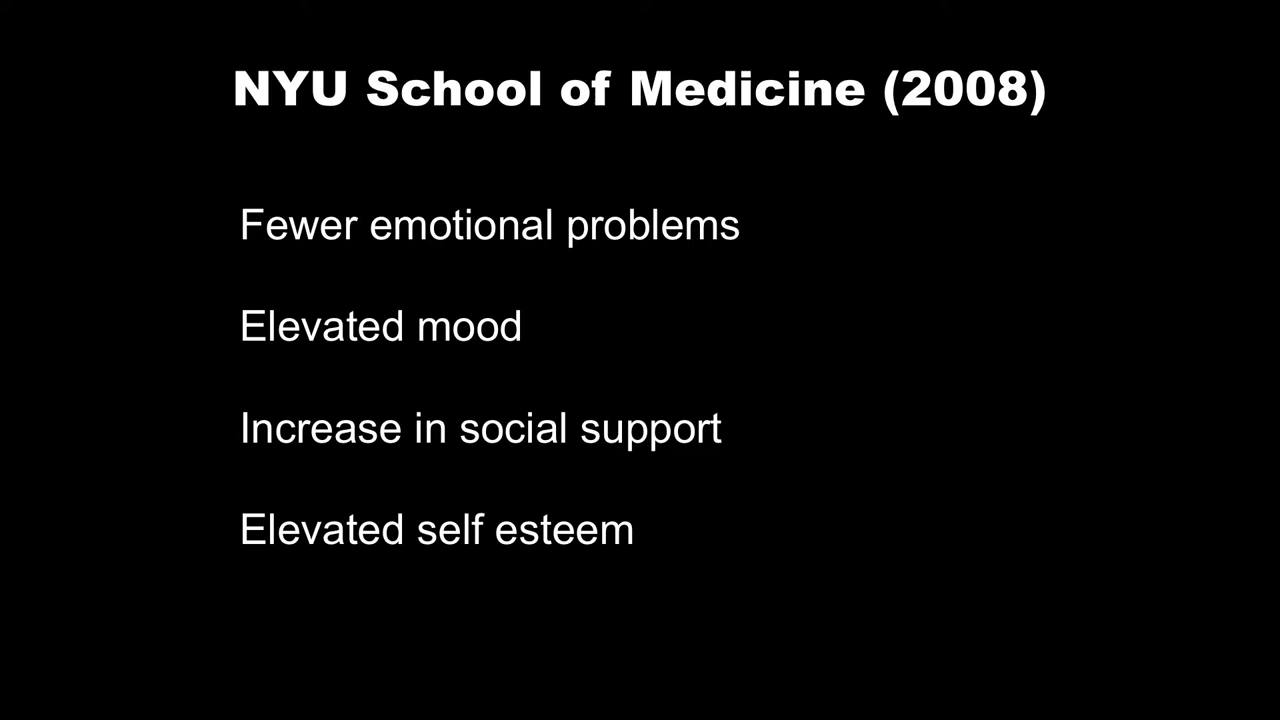 NYU School of Medicine (2008)
Fewer emotional problems
Elevated mood
Increase in social support
Elevated self esteem